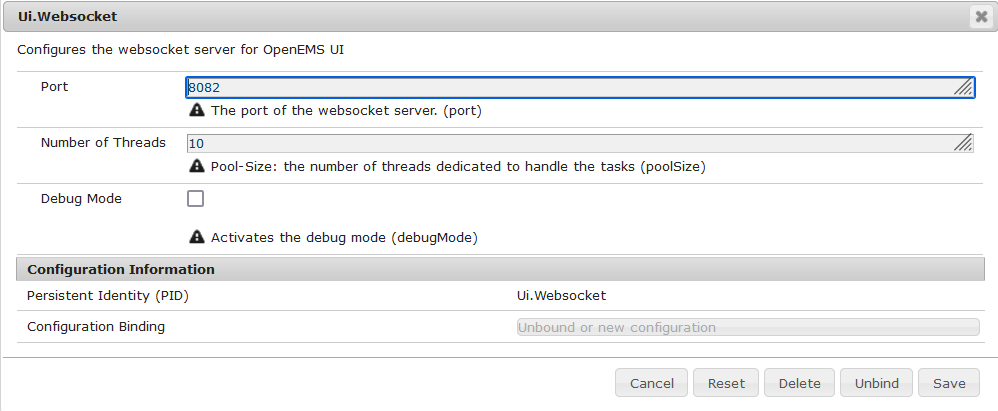 Ui.Websocket
Configures the websocket server for OpenEMS UI
Port
8082
The port of the websocket server. (port)
Number of Threads
10
Pool-Size: the number of threads dedicated to handle the tasks (poolSize)
Debug Mode
Activates the debug mode (debugMode)
Configuration Information
Persistent Identity (PID) Ui.Websocket
Configuration Binding Unbound or new configuration
Cancel Reset Delete Unbind Save